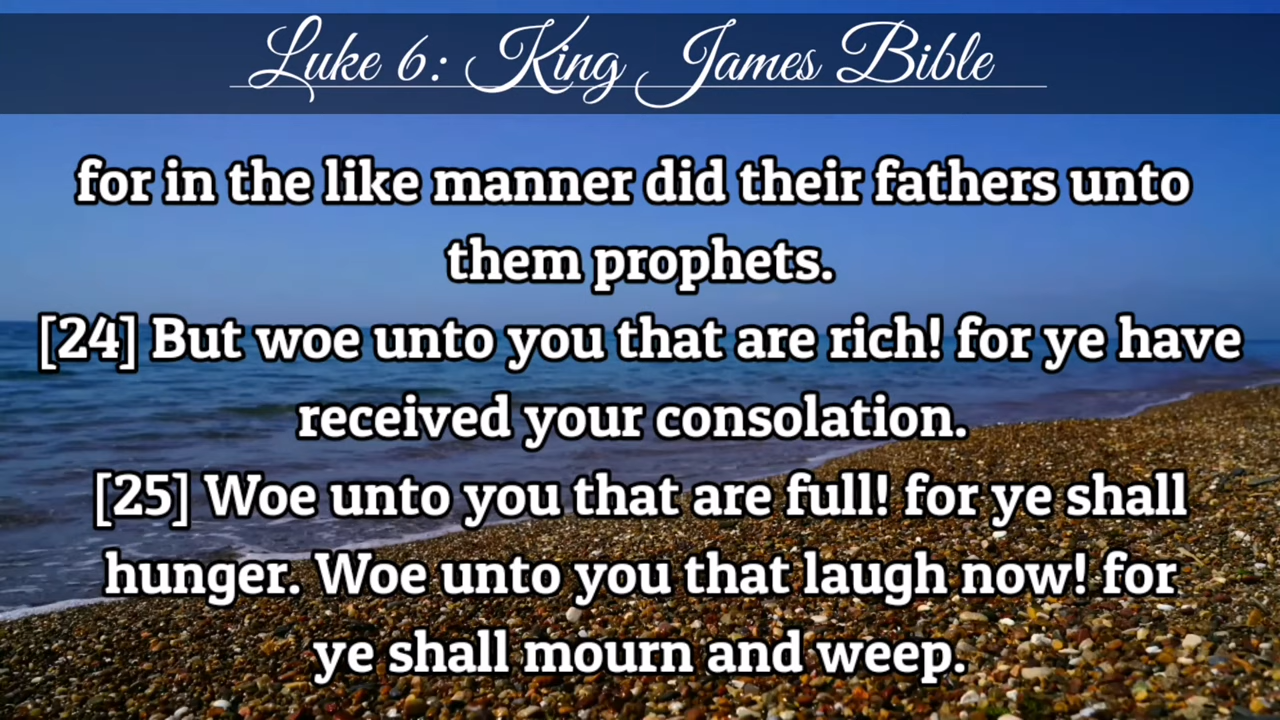 Luke 6: King James Bible
for in the like manner did their fathers unto
them prophets.
[24] But woe unto you that are rich! for ye have
received your consolation.
[25] Woe unto you that are full! for ye shall
hunger. Woe unto you that laugh now! for
ye shall mourn and weep.